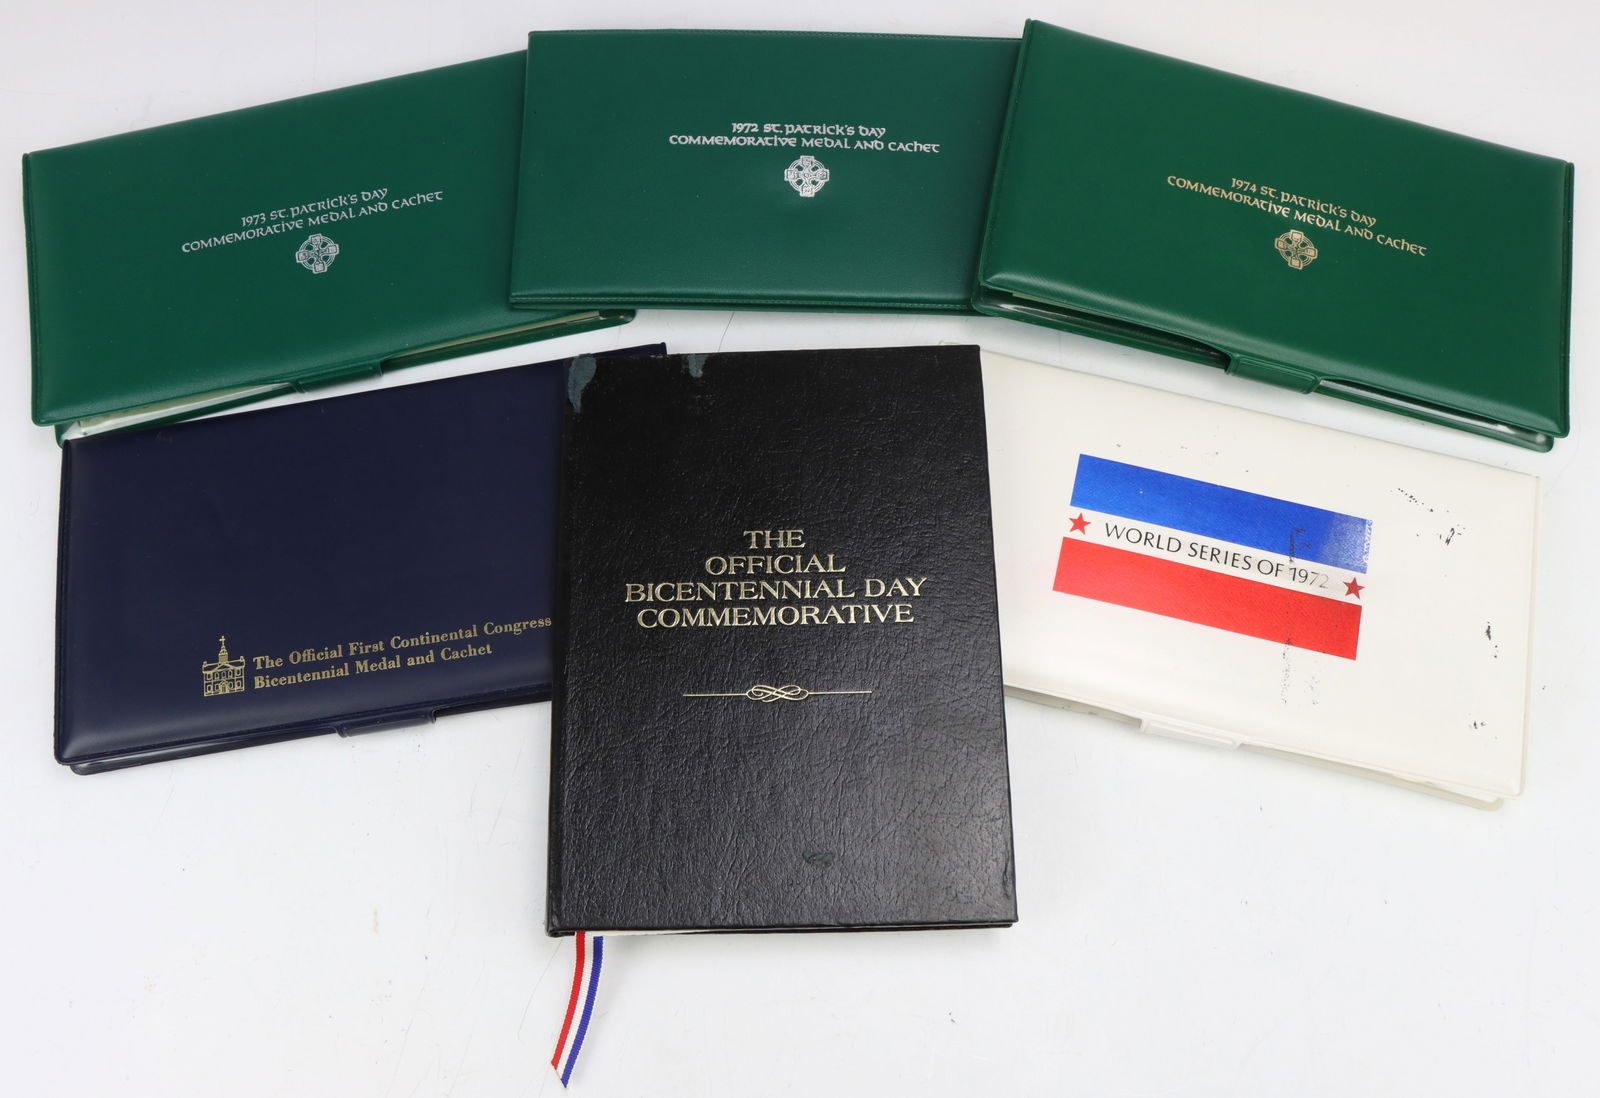 1973 St. Patrick's Day
Commemorative Medal and Cachet
1972 St. Patrick's Day
Commemorative Medal and Cachet
1974 St. Patrick's Day
Commemorative Medal and Cachet
The Official First Continental Congress
Bicentennial Medal and Cachet
THE
OFFICIAL
BICENTENNIAL DAY
COMMEMORATIVE
WORLD SERIES OF 1972